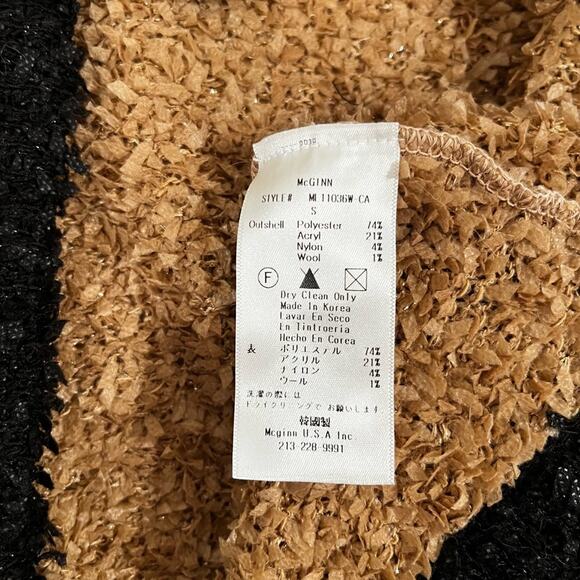 McGINN
STYLE# ML11036W-CA
S
Outshell Polyester 74%
Acryl 21%
Nylon 4%
Wool 1%
F
Dry Clean Only
Made In Korea
Lavar En Seco
En Tintroeria
Hecho En Corea
表 ポリエステル 74%
アクリル 21%
ナイロン 4%
ウール 1%
洗濯の際には
ドライクリーニングで お願いします
韓國製
Mcginn U.S.A Inc
213-228-9991